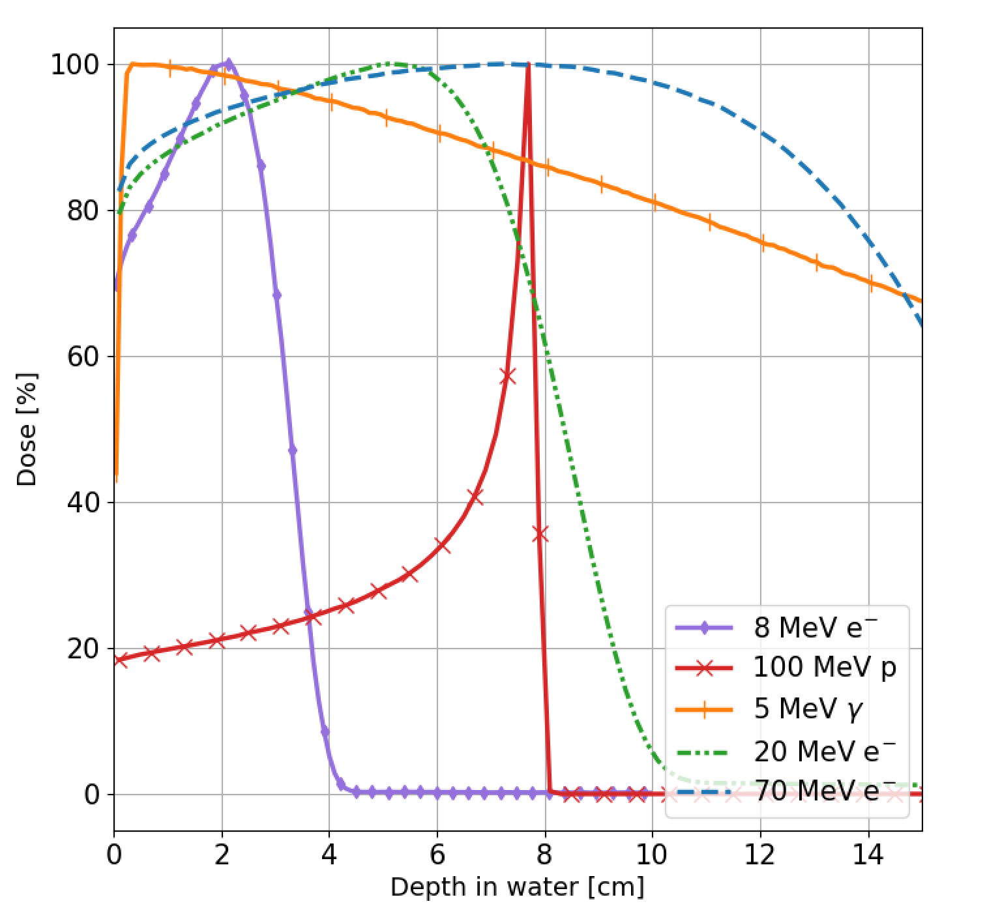 100
80
60
40
20
0
Dose [%]
0 2 4 6 8 10 12 14
Depth in water [cm]
8 MeV e⁻
100 MeV p
5 MeV γ
20 MeV e⁻
70 MeV e⁻